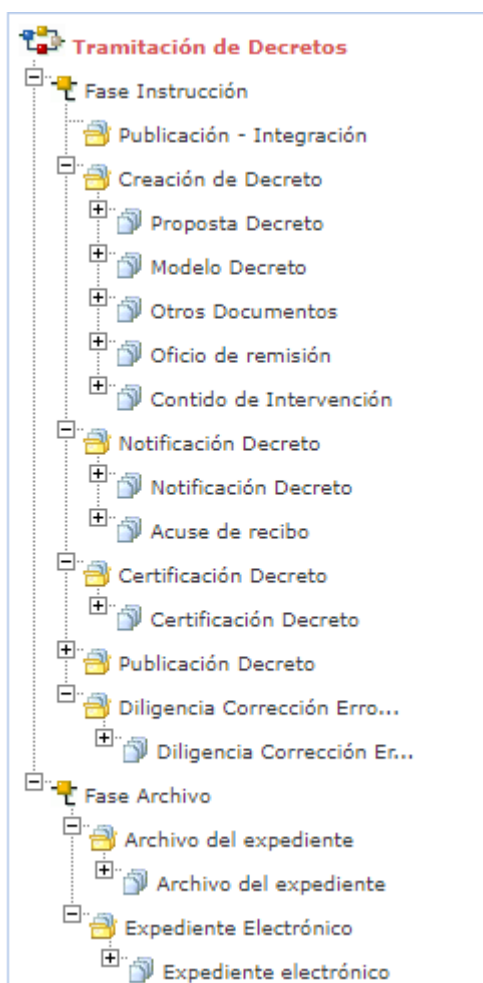 Tramitación de Decretos
Fase Instrucción
Publicación - Integración
Creación de Decreto
Proposta Decreto
Modelo Decreto
Otros Documentos
Oficio de remisión
Contido de Intervención
Notificación Decreto
Notificación Decreto
Acuse de recibo
Certificación Decreto
Certificación Decreto
Publicación Decreto
Diligencia Corrección Erro...
Diligencia Corrección Er...
Fase Archivo
Archivo del expediente
Archivo del expediente
Expediente Electrónico
Expediente electrónico